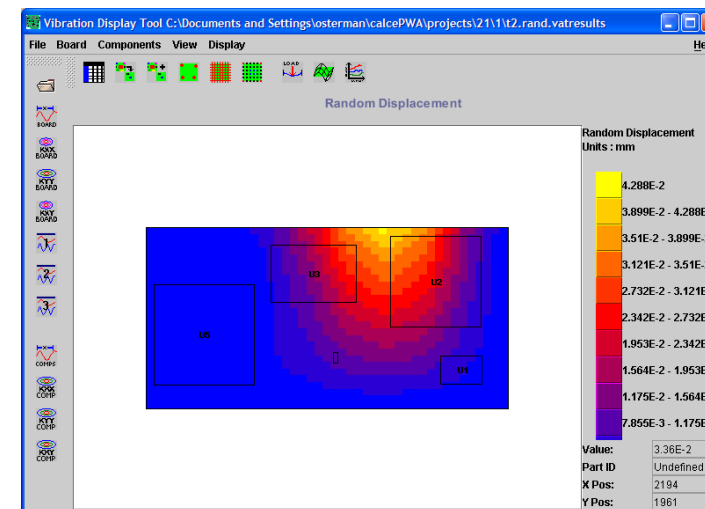 Vibration Display Tool C:\Documents and Settings\osterman\calcePWA\projects\21\1\t2.rand.vatresults
File Board Components View Display He
LOAD
Random Displacement
BOARD
KXX
BOARD
KYY
BOARD
KXY
BOARD
1
2
3
COMPS
KXX
COMP
KYY
COMP
KXY
COMP
U3
U2
U5
U1
Random Displacement
Units : mm
4.288E-2
3.899E-2 - 4.288E
3.51E-2 - 3.899E-
3.121E-2 - 3.51E-
2.732E-2 - 3.121E
2.342E-2 - 2.732E
1.953E-2 - 2.342E
1.564E-2 - 1.953E
1.175E-2 - 1.564E
7.855E-3 - 1.175E
Value: 3.36E-2
Part ID Undefined
X Pos: 2194
Y Pos: 1961